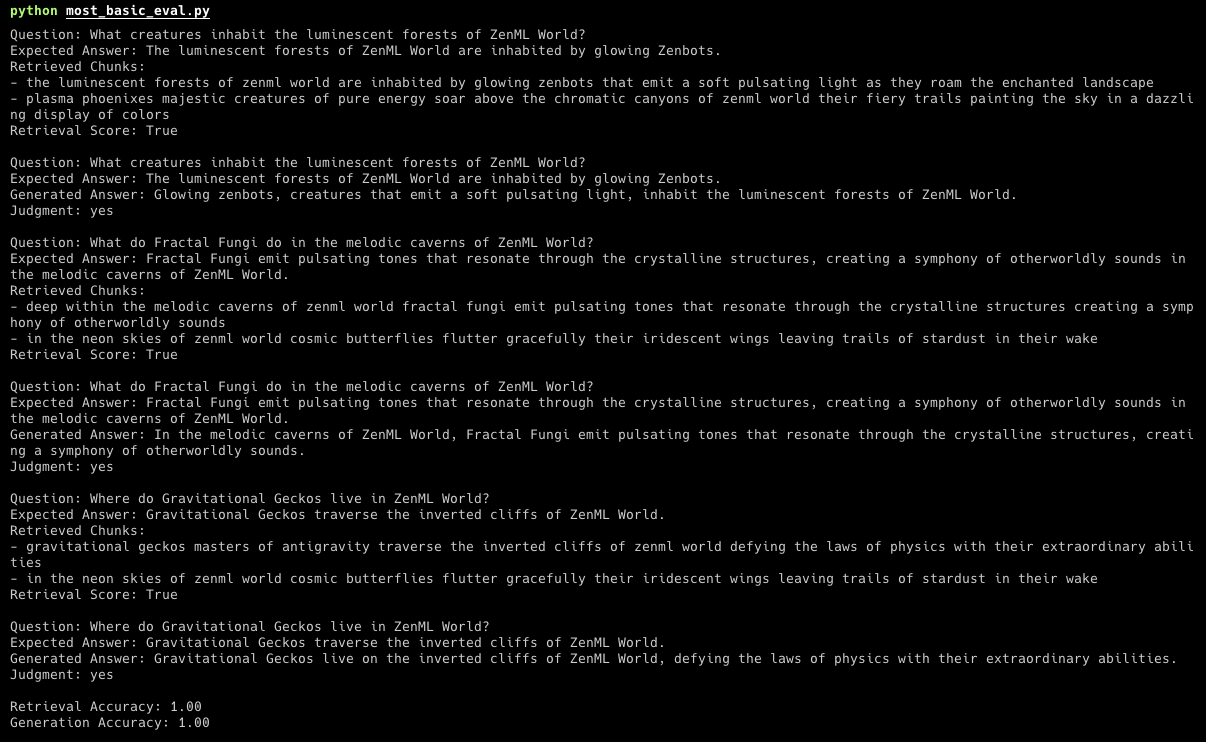 python most_basic_eval.py
Question: What creatures inhabit the luminescent forests of ZenML World?
Expected Answer: The luminescent forests of ZenML World are inhabited by glowing Zenbots.
Retrieved Chunks:
- the luminescent forests of zenml world are inhabited by glowing zenbots that emit a soft pulsating light as they roam the enchanted landscape
- plasma phoenixes majestic creatures of pure energy soar above the chromatic canyons of zenml world their fiery trails painting the sky in a dazzli
ng display of colors
Retrieval Score: True
Question: What creatures inhabit the luminescent forests of ZenML World?
Expected Answer: The luminescent forests of ZenML World are inhabited by glowing Zenbots.
Generated Answer: Glowing zenbots, creatures that emit a soft pulsating light, inhabit the luminescent forests of ZenML World.
Judgment: yes
Question: What do Fractal Fungi do in the melodic caverns of ZenML World?
Expected Answer: Fractal Fungi emit pulsating tones that resonate through the crystalline structures, creating a symphony of otherworldly sounds in
the melodic caverns of ZenML World.
Retrieved Chunks:
- deep within the melodic caverns of zenml world fractal fungi emit pulsating tones that resonate through the crystalline structures creating a symp
hony of otherworldly sounds
- in the neon skies of zenml world cosmic butterflies flutter gracefully their iridescent wings leaving trails of stardust in their wake
Retrieval Score: True
Question: What do Fractal Fungi do in the melodic caverns of ZenML World?
Expected Answer: Fractal Fungi emit pulsating tones that resonate through the crystalline structures, creating a symphony of otherworldly sounds in
the melodic caverns of ZenML World.
Generated Answer: In the melodic caverns of ZenML World, Fractal Fungi emit pulsating tones that resonate through the crystalline structures, creati
ng a symphony of otherworldly sounds.
Judgment: yes
Question: Where do Gravitational Geckos live in ZenML World?
Expected Answer: Gravitational Geckos traverse the inverted cliffs of ZenML World.
Retrieved Chunks:
- gravitational geckos masters of antigravity traverse the inverted cliffs of zenml world defying the laws of physics with their extraordinary abili
ties
- in the neon skies of zenml world cosmic butterflies flutter gracefully their iridescent wings leaving trails of stardust in their wake
Retrieval Score: True
Question: Where do Gravitational Geckos live in ZenML World?
Expected Answer: Gravitational Geckos traverse the inverted cliffs of ZenML World.
Generated Answer: Gravitational Geckos live on the inverted cliffs of ZenML World, defying the laws of physics with their extraordinary abilities.
Judgment: yes
Retrieval Accuracy: 1.00
Generation Accuracy: 1.00